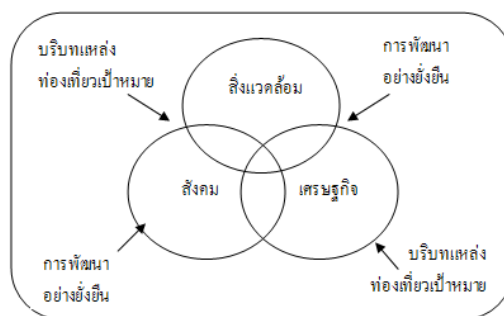 บริบทแหล่ง
ท่องเที่ยวเป้าหมาย
การพัฒนา
อย่างยั่งยืน
สิ่งแวดล้อม
สังคม
เศรษฐกิจ
การพัฒนา
อย่างยั่งยืน
บริบทแหล่ง
ท่องเที่ยวเป้าหมาย